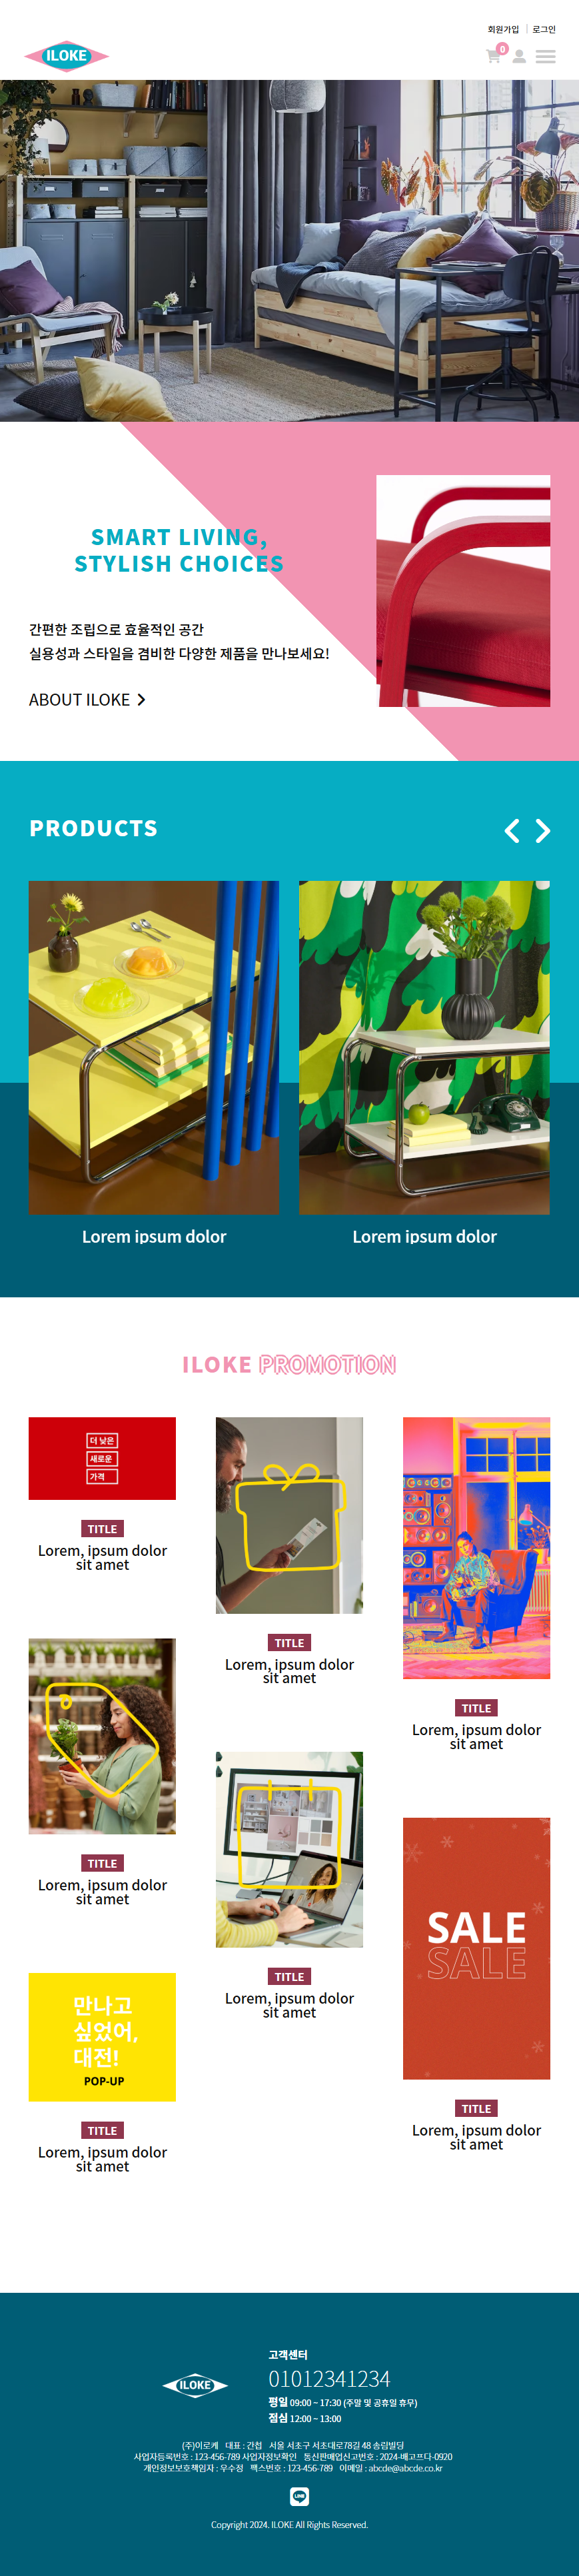 회원가입 로그인
ILOKE
0
SMART LIVING,
STYLISH CHOICES
간편한 조립으로 효율적인 공간
실용성과 스타일을 겸비한 다양한 제품을 만나보세요!
ABOUT ILOKE
PRODUCTS
Lorem ipsum dolor
Lorem ipsum dolor
ILOKE PROMOTION
더 낮은
새로운
가격
TITLE
Lorem, ipsum dolor
sit amet
TITLE
Lorem, ipsum dolor
sit amet
만나고
싶었어,
대전!
POP-UP
TITLE
Lorem, ipsum dolor
sit amet
TITLE
Lorem, ipsum dolor
sit amet
TITLE
Lorem, ipsum dolor
sit amet
TITLE
Lorem, ipsum dolor
sit amet
SALE
SALE
TITLE
Lorem, ipsum dolor
sit amet
ILOKE
고객센터
01012341234
평일 09:00 ~ 17:30 (주말 및 공휴일 휴무)
점심 12:00 ~ 13:00
(주)이로케 대표 : 간첩 서울 서초구 서초대로78길 48 송림빌딩
사업자등록번호 : 123-456-789 사업자정보확인 통신판매업신고번호 : 2024-배고프다-0920
개인정보보호책임자 : 우수정 팩스번호 : 123-456-789 이메일 : abcde@abcde.co.kr
LINE
Copyright 2024. ILOKE All Rights Reserved.